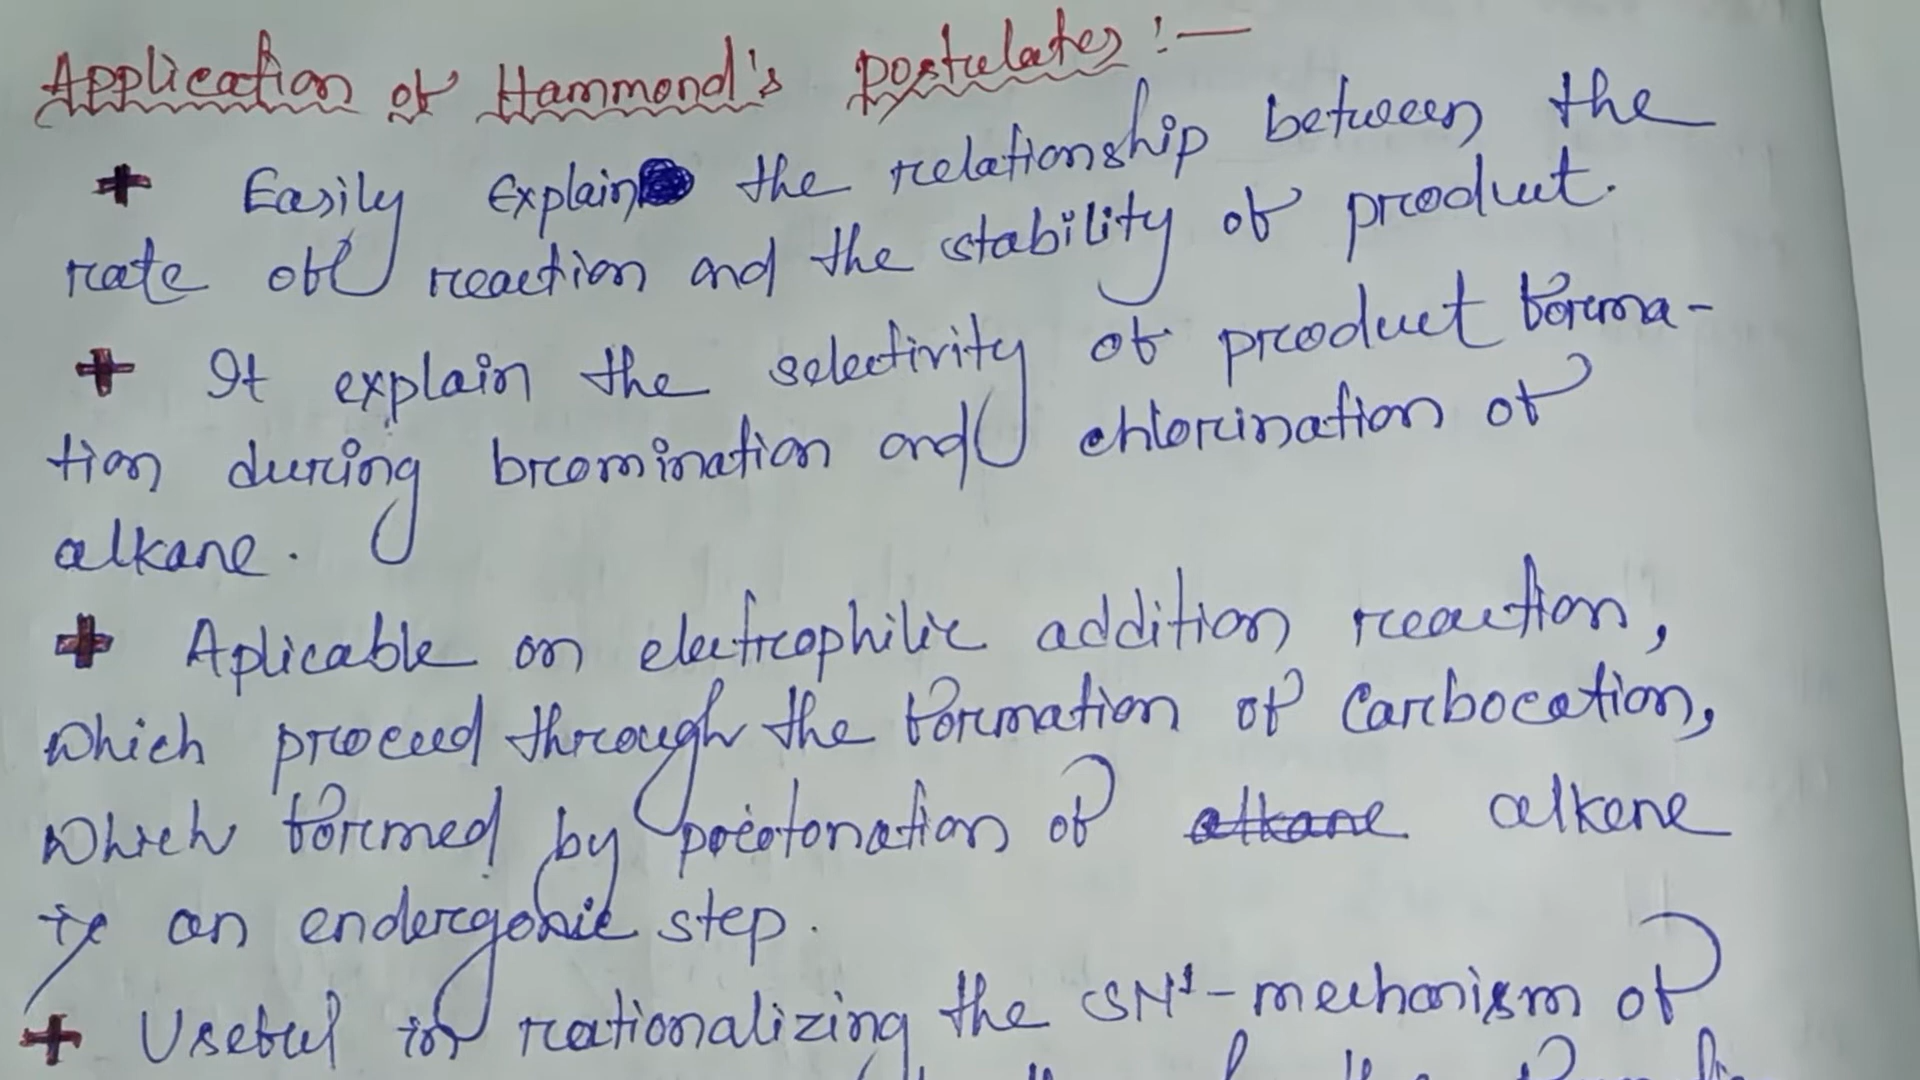 Application of Hammond's Postulates :—
+ Easily Explain the relationship between the
rate of reaction and the stability of product.
+ It explain the selectivity of product forma-
tion during bromination and chlorination of
alkane.
+ Aplicable on electrophilic addition reaction,
which proceed through the formation of Carbocation,
which formed by protonation of alkane alkene
is an endergonic step.
+ Useful for rationalizing the SN¹-mechanism of